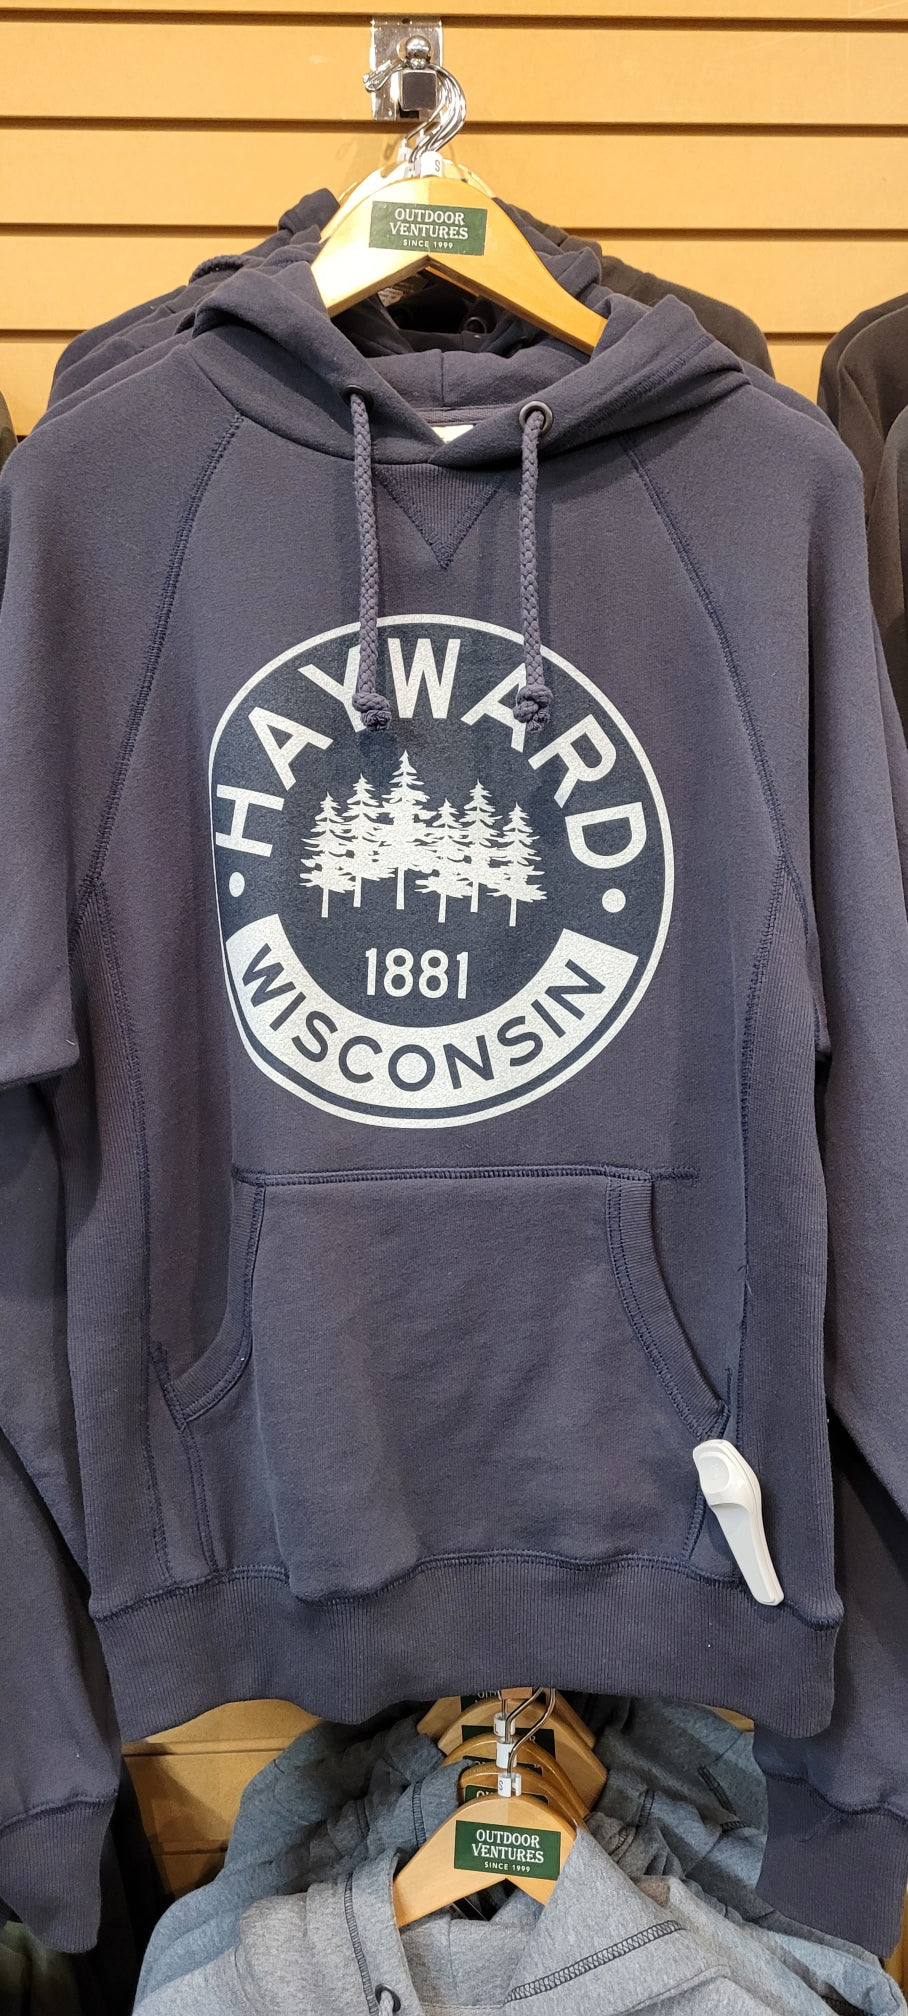 S
OUTDOOR
VENTURES
SINCE 1999
HAYWARD
1881
WISCONSIN
S
OUTDOOR
VENTURES
SINCE 1999